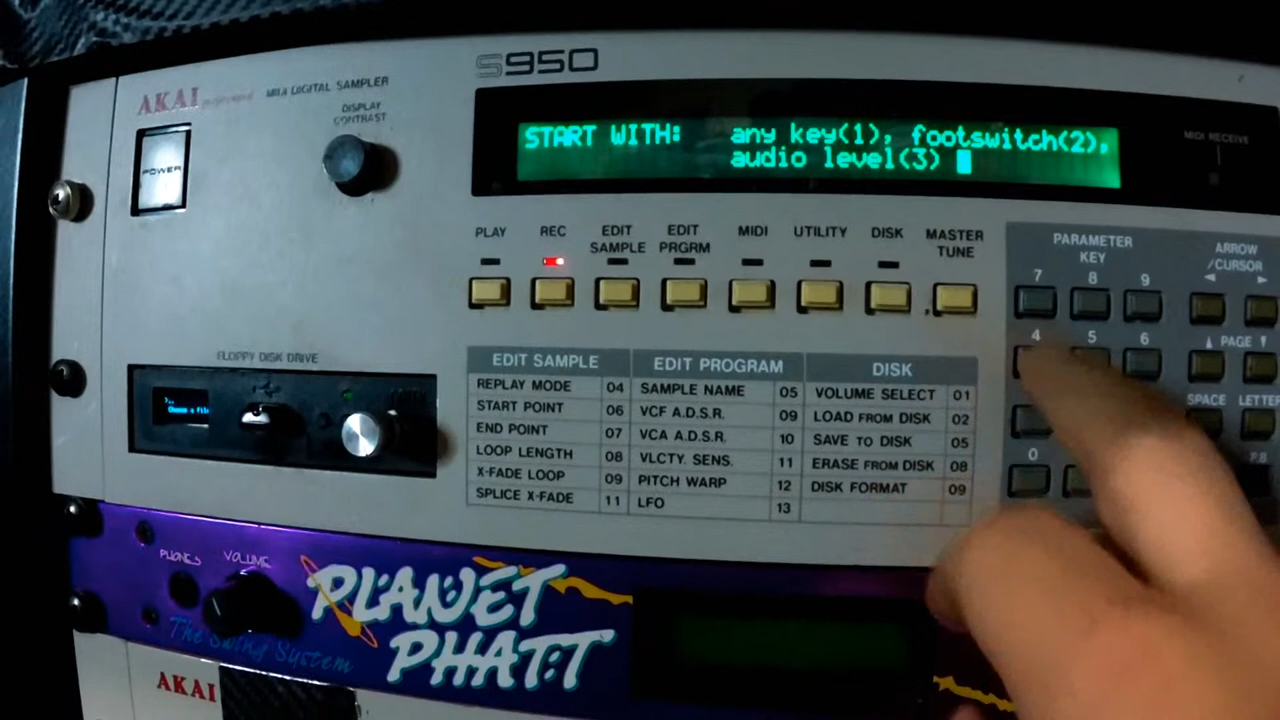 S950
AKAI professional MIDI DIGITAL SAMPLER
DISPLAY
CONTRAST
POWER
START WITH: any key(1), footswitch(2),
audio level(3)
MIDI RECEIVE
PLAY REC EDIT SAMPLE EDIT PRGRM MIDI UTILITY DISK MASTER TUNE
PARAMETER
KEY
7 8 9
4 5 6
0
ARROW
/CURSOR
PAGE
SPACE LETTER
FLOPPY DISK DRIVE
Choose a file
EDIT SAMPLE EDIT PROGRAM DISK
REPLAY MODE 04 SAMPLE NAME 05 VOLUME SELECT 01
START POINT 06 VCF A.D.S.R. 09 LOAD FROM DISK 02
END POINT 07 VCA A.D.S.R. 10 SAVE TO DISK 05
LOOP LENGTH 08 VLCTY. SENS. 11 ERASE FROM DISK 08
X-FADE LOOP 09 PITCH WARP 12 DISK FORMAT 09
SPLICE X-FADE 11 LFO 13
PHONES VOLUME
PLANET
PHATT
The Swing System
AKAI